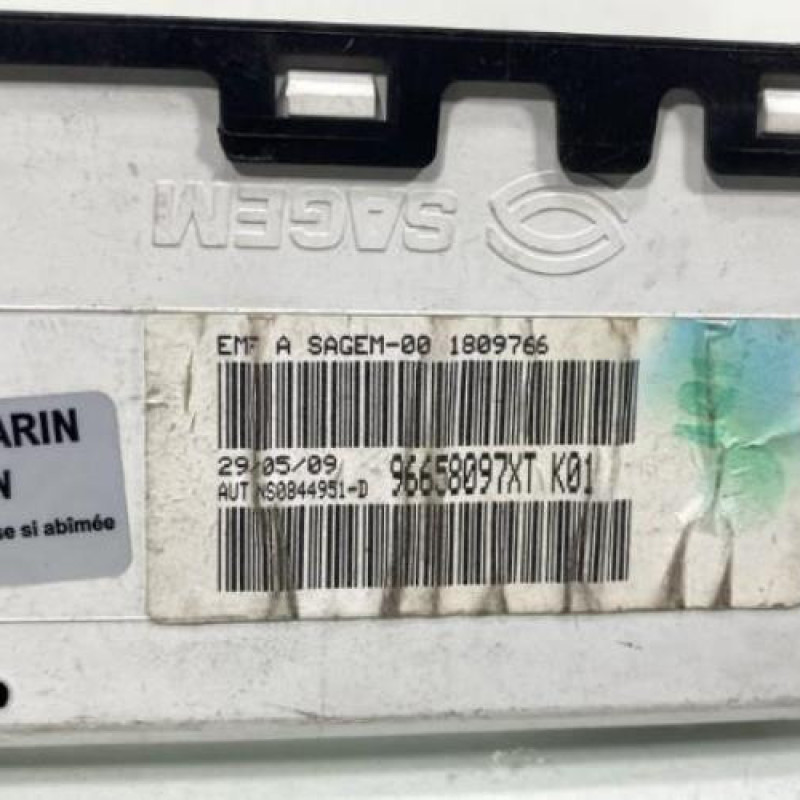 SAGEM
EMF A SAGEM-00 1809766
29/05/09 96658097XT K01
AUT NS0844951-D
ARIN
N
se si abîmée